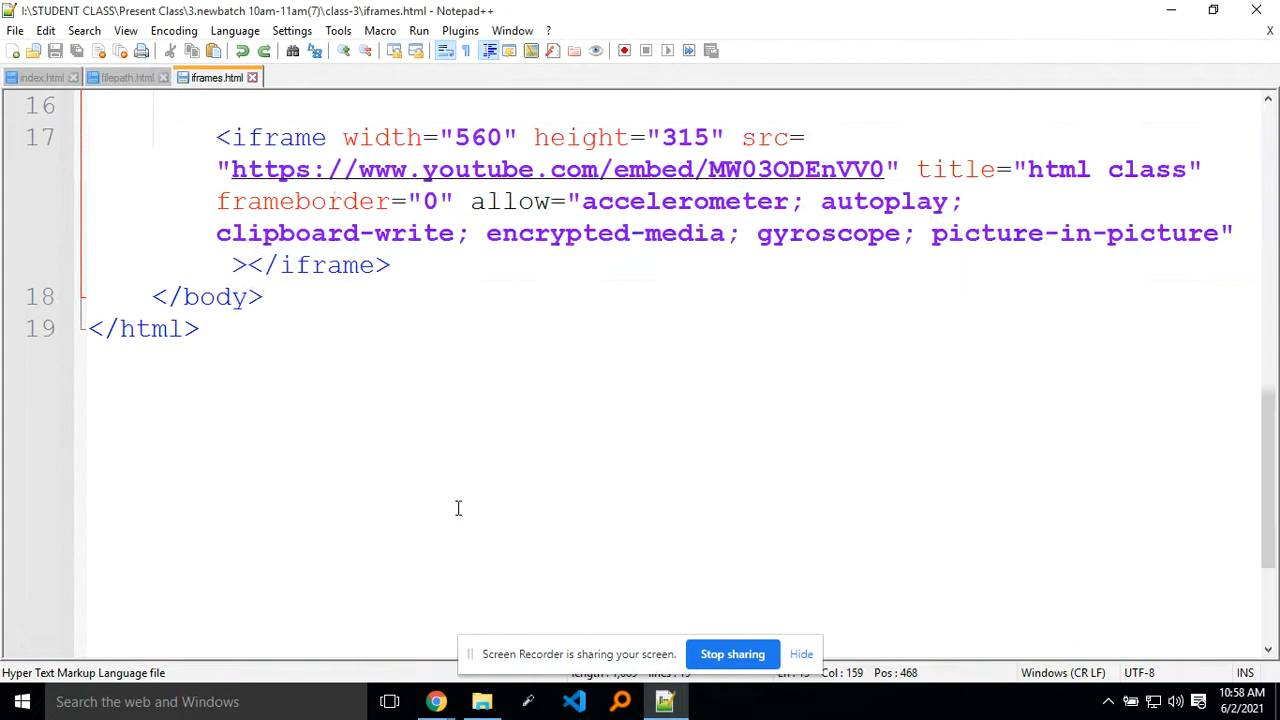 I:\STUDENT CLASS\Present Class\3.newbatch 10am-11am(7)\class-3\iframes.html - Notepad++
File Edit Search View Encoding Language Settings Tools Macro Run Plugins Window ? X
index.html filepath.html iframes.html
16
17 <iframe width="560" height="315" src=
"https://www.youtube.com/embed/MW03ODEnVV0" title="html class"
frameborder="0" allow="accelerometer; autoplay;
clipboard-write; encrypted-media; gyroscope; picture-in-picture"
></iframe>
18 </body>
19 </html>
Screen Recorder is sharing your screen. Stop sharing Hide
Hyper Text Markup Language file Col : 159 Pos : 468 Windows (CR LF) UTF-8 INS
Search the web and Windows
10:58 AM
6/2/2021